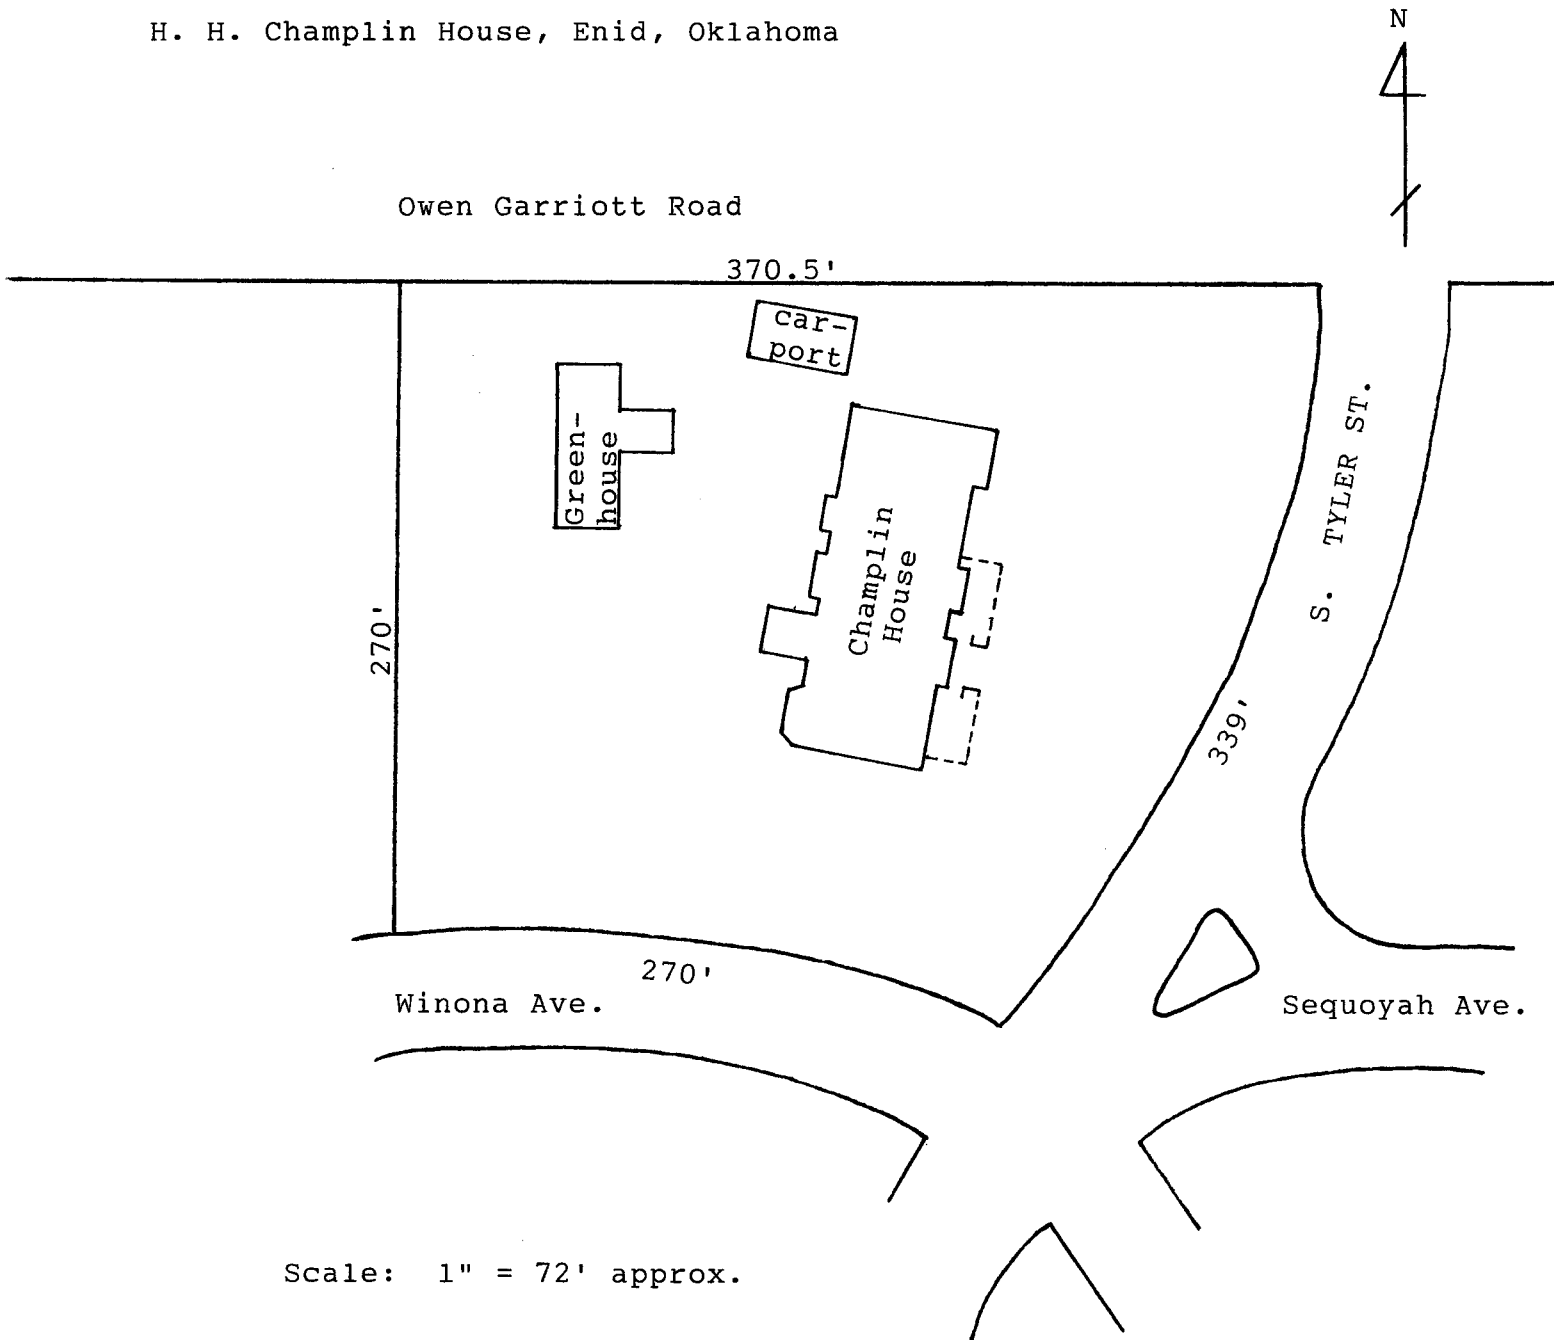 H. H. Champlin House, Enid, Oklahoma
N
Owen Garriott Road
370.5'
car-
port
Green-
house
Champlin
House
S. TYLER ST.
270'
339'
270'
Winona Ave.
Sequoyah Ave.
Scale: 1" = 72' approx.